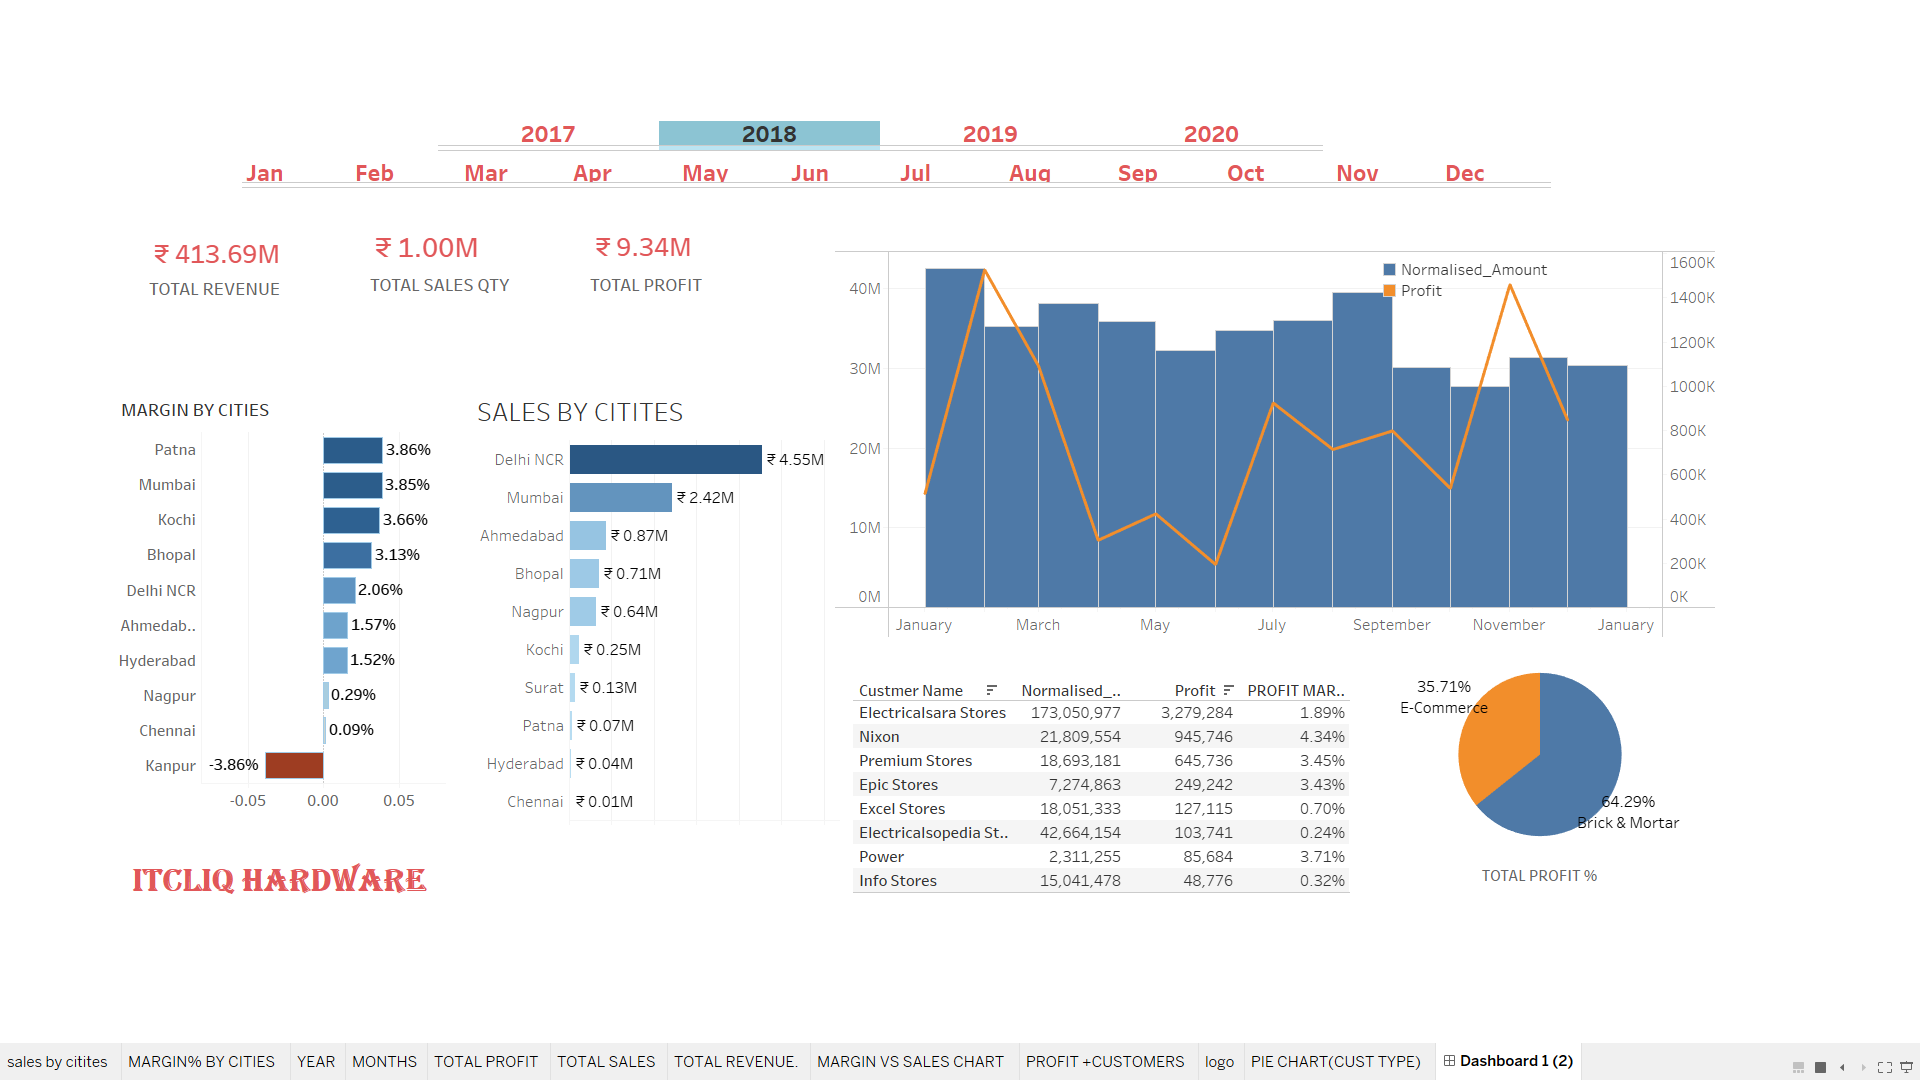 2017 2018 2019 2020
Jan Feb Mar Apr May Jun Jul Aug Sep Oct Nov Dec
₹ 413.69M
TOTAL REVENUE
₹ 1.00M
TOTAL SALES QTY
₹ 9.34M
TOTAL PROFIT
MARGIN BY CITIES
Patna 3.86%
Mumbai 3.85%
Kochi 3.66%
Bhopal 3.13%
Delhi NCR 2.06%
Ahmedab.. 1.57%
Hyderabad 1.52%
Nagpur 0.29%
Chennai 0.09%
Kanpur -3.86%
-0.05 0.00 0.05
SALES BY CITITES
Delhi NCR ₹ 4.55M
Mumbai ₹ 2.42M
Ahmedabad ₹ 0.87M
Bhopal ₹ 0.71M
Nagpur ₹ 0.64M
Kochi ₹ 0.25M
Surat ₹ 0.13M
Patna ₹ 0.07M
Hyderabad ₹ 0.04M
Chennai ₹ 0.01M
Normalised_Amount
Profit
40M
30M
20M
10M
0M
1600K
1400K
1200K
1000K
800K
600K
400K
200K
0K
January March May July September November January
Custmer Name Normalised_.. Profit PROFIT MAR..
Electricalsara Stores 173,050,977 3,279,284 1.89%
Nixon 21,809,554 945,746 4.34%
Premium Stores 18,693,181 645,736 3.45%
Epic Stores 7,274,863 249,242 3.43%
Excel Stores 18,051,333 127,115 0.70%
Electricalsopedia St.. 42,664,154 103,741 0.24%
Power 2,311,255 85,684 3.71%
Info Stores 15,041,478 48,776 0.32%
35.71%
E-Commerce
64.29%
Brick & Mortar
TOTAL PROFIT %
ITCLIQ HARDWARE
sales by citites MARGIN% BY CITIES YEAR MONTHS TOTAL PROFIT TOTAL SALES TOTAL REVENUE. MARGIN VS SALES CHART PROFIT +CUSTOMERS logo PIE CHART(CUST TYPE) Dashboard 1 (2)